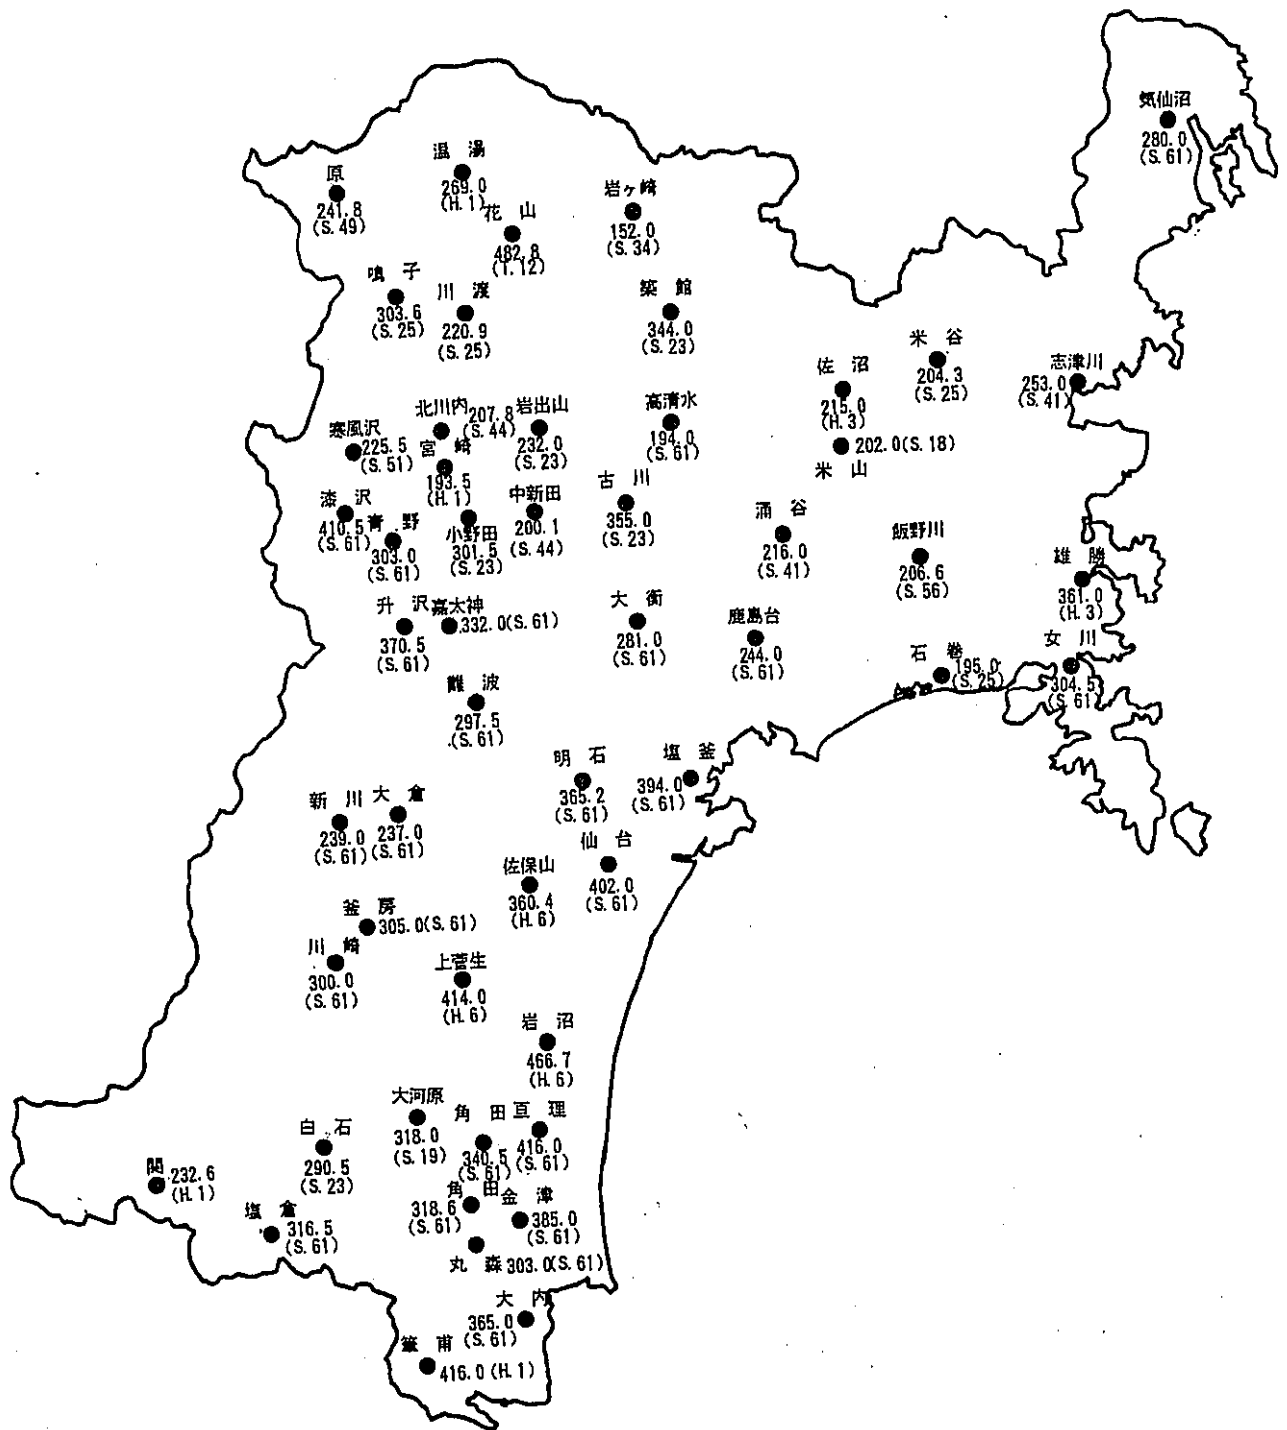 気仙沼
280.0
(S.61)
温　湯
269.0
(H.1)
原
241.8
(S.49)
岩ヶ崎
152.0
(S.34)
花　山
482.8
(T.12)
鳴　子
303.6
(S.25)
川　渡
220.9
(S.25)
築　館
344.0
(S.23)
米　谷
204.3
(S.25)
佐　沼
215.0
(H.3)
志津川
253.0
(S.41)
北川内
207.8
(S.44)
岩出山
232.0
(S.23)
高清水
194.0
(S.61)
202.0(S.18)
米　山
寒風沢
225.5
(S.51)
宮　崎
193.5
(H.1)
漆　沢
410.5
(S.61)
青　野
303.0
(S.61)
小野田
301.5
(S.23)
中新田
200.1
(S.44)
古　川
355.0
(S.23)
涌　谷
216.0
(S.41)
飯野川
206.6
(S.56)
雄　勝
361.0
(H.3)
升　沢
370.5
(S.61)
嘉太神
332.0(S.61)
大　衡
281.0
(S.61)
鹿島台
244.0
(S.61)
石　巻
195.0
(S.25)
女　川
304.5
(S.61)
難　波
297.5
(S.61)
明　石
365.2
(S.61)
塩　釜
394.0
(S.61)
新　川
239.0
(S.61)
大　倉
237.0
(S.61)
仙　台
402.0
(S.61)
佐保山
360.4
(H.6)
釜　房
305.0(S.61)
川　崎
300.0
(S.61)
上菅生
414.0
(H.6)
岩　沼
466.7
(H.6)
大河原
318.0
(S.19)
角　田
340.5
(S.61)
亘　理
416.0
(S.61)
白　石
290.5
(S.23)
関
232.6
(H.1)
角　田
318.6
(S.61)
金　津
385.0
(S.61)
塩　倉
316.5
(S.61)
丸　森 303.0(S.61)
大　内
365.0
(S.61)
筆　甫
416.0(H.1)